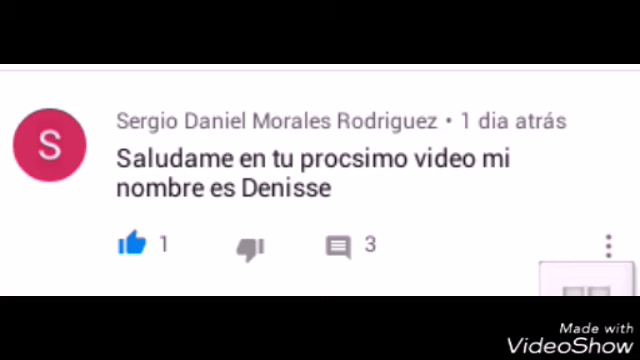 S
Sergio Daniel Morales Rodriguez • 1 dia atrás
Saludame en tu procsimo video mi
nombre es Denisse
1
3
Made with
VideoShow